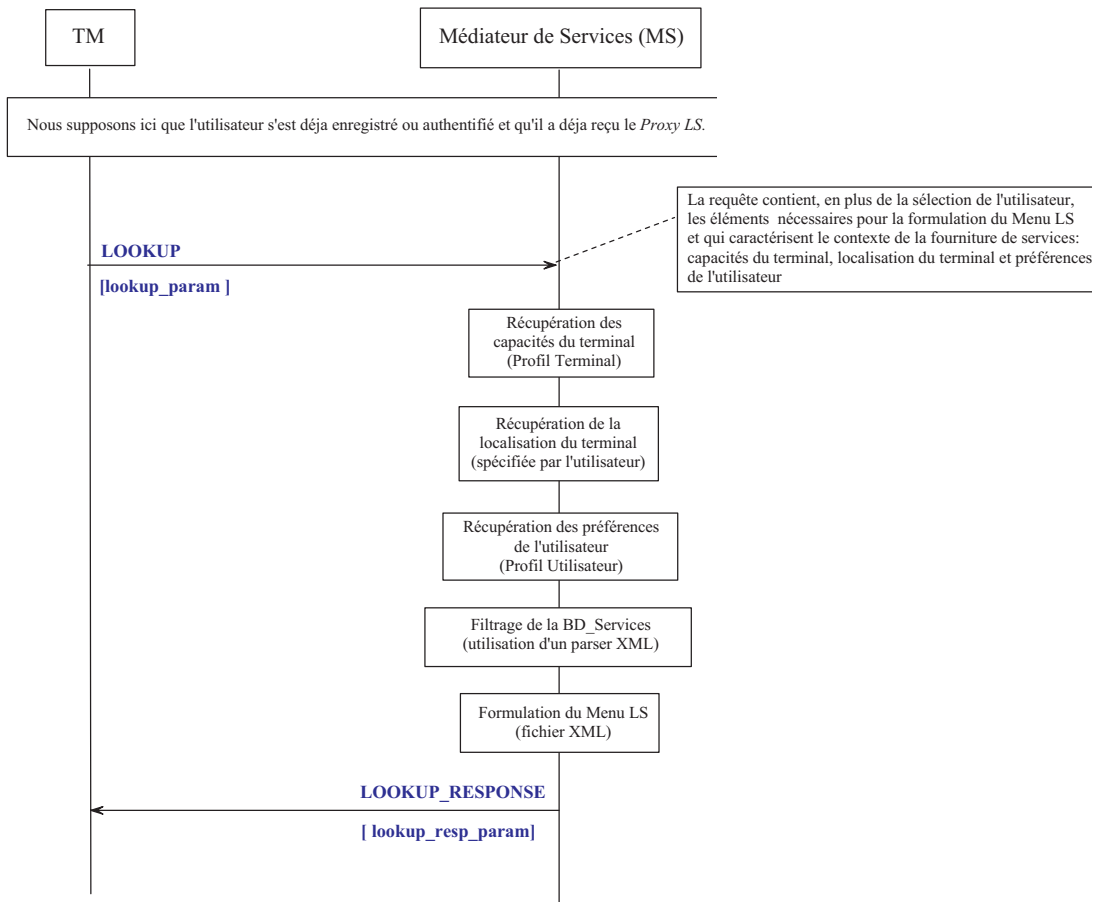 TM
Médiateur de Services (MS)
Nous supposons ici que l'utilisateur s'est déja enregistré ou authentifié et qu'il a déja reçu le Proxy LS.
La requête contient, en plus de la sélection de l'utilisateur,
les éléments nécessaires pour la formulation du Menu LS
et qui caractérisent le contexte de la fourniture de services:
capacités du terminal, localisation du terminal et préférences
de l'utilisateur
LOOKUP
[lookup_param ]
Récupération des
capacités du terminal
(Profil Terminal)
Récupération de la
localisation du terminal
(spécifiée par l'utilisateur)
Récupération des préférences
de l'utilisateur
(Profil Utilisateur)
Filtrage de la BD_Services
(utilisation d'un parser XML)
Formulation du Menu LS
(fichier XML)
LOOKUP_RESPONSE
[ lookup_resp_param]